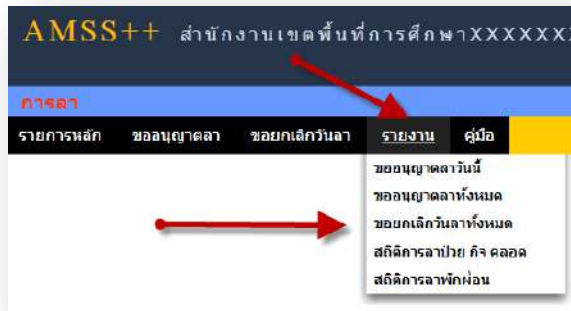 AMSS++ สำนักงานเขตพื้นที่การศึกษาXXXXXXX
การลา
รายการหลัก ขออนุญาตลา ขอยกเลิกวันลา รายงาน คู่มือ
ขออนุญาตลาวันนี้
ขออนุญาตลาทั้งหมด
ขอยกเลิกวันลาทั้งหมด
สถิติการลาป่วย กิจ คลอด
สถิติการลาพักผ่อน